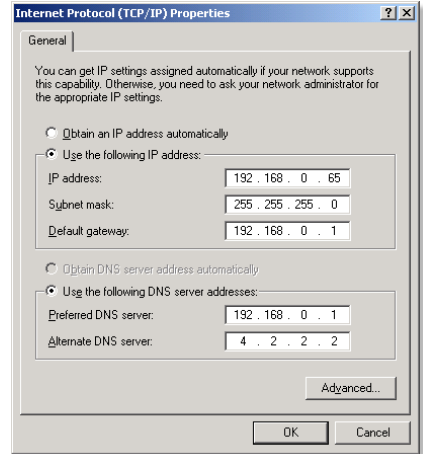 Internet Protocol (TCP/IP) Properties
General
You can get IP settings assigned automatically if your network supports
this capability. Otherwise, you need to ask your network administrator for
the appropriate IP settings.
Obtain an IP address automatically
Use the following IP address:
IP address: 192 . 168 . 0 . 65
Subnet mask: 255 . 255 . 255 . 0
Default gateway: 192 . 168 . 0 . 1
Obtain DNS server address automatically
Use the following DNS server addresses:
Preferred DNS server: 192 . 168 . 0 . 1
Alternate DNS server: 4 . 2 . 2 . 2
Advanced...
OK Cancel